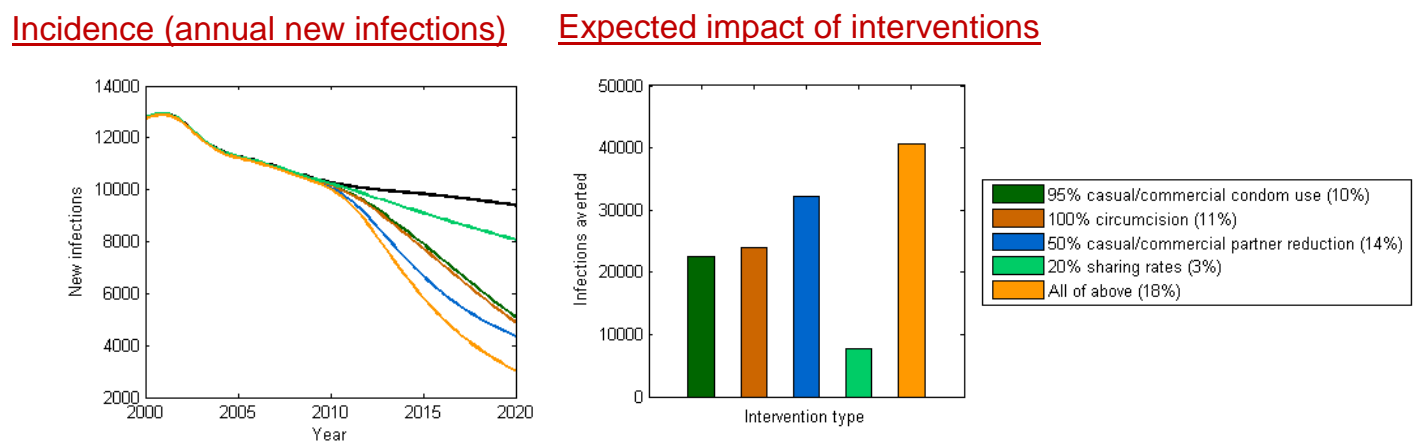 Incidence (annual new infections)
Expected impact of interventions
14000
12000
10000
8000
6000
4000
2000
New infections
2000 2005 2010 2015 2020
Year
50000
40000
30000
20000
10000
0
Infections averted
Intervention type
95% casual/commercial condom use (10%)
100% circumcision (11%)
50% casual/commercial partner reduction (14%)
20% sharing rates (3%)
All of above (18%)